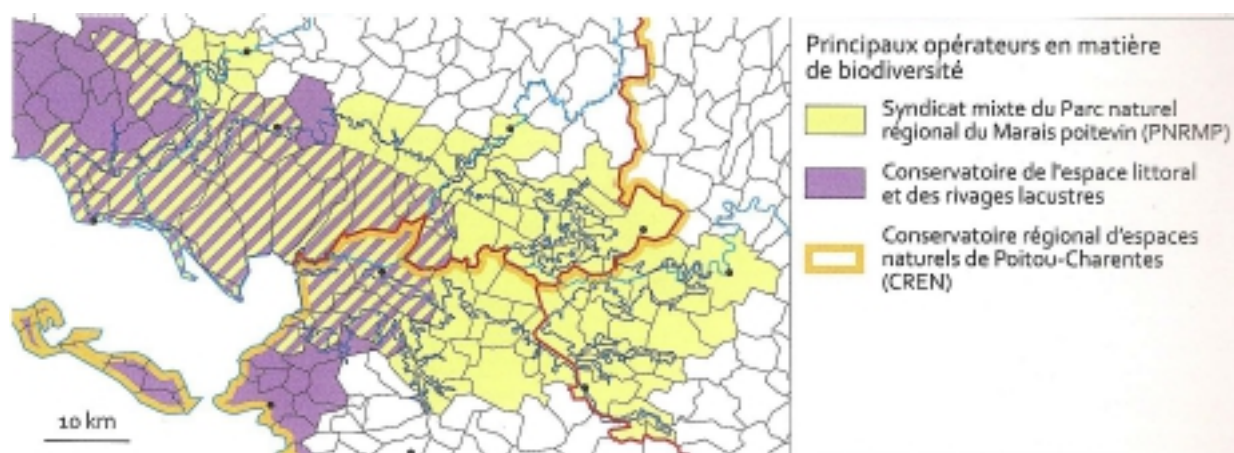 Principaux opérateurs en matière
de biodiversité
Syndicat mixte du Parc naturel
régional du Marais poitevin (PNRMP)
Conservatoire de l'espace littoral
et des rivages lacustres
Conservatoire régional d'espaces
naturels de Poitou-Charentes
(CREN)
10 km